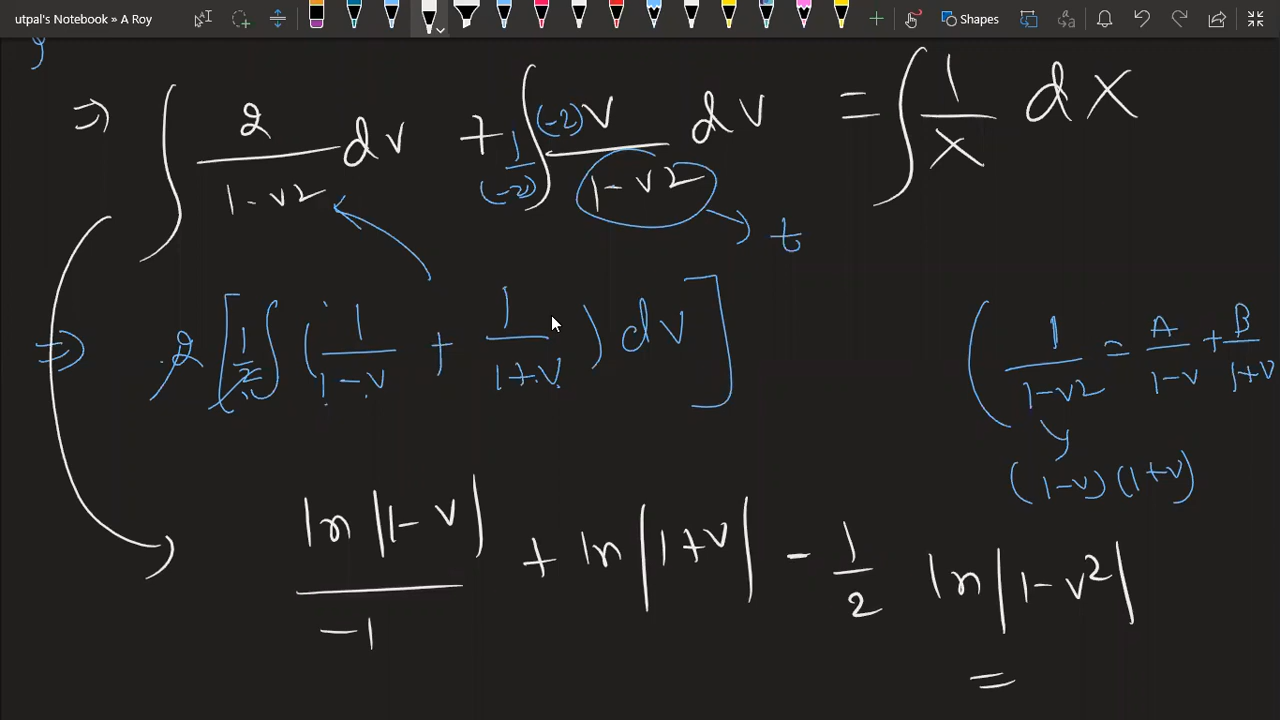 utpal's Notebook » A Roy
Shapes
y
⇒ ∫ 2/(1-v2) dv + 1/(-2) ∫ (-2)v/(1-v2) dv = ∫ 1/X dX
→ t
⇒ 2[1/2 ∫ (1/(1-v) + 1/(1+v)) dv]
(1/(1-v2) = A/(1-v) + B/(1+v)
(1-v)(1+v)
ln|1-v|/-1 + ln|1+v| - 1/2 ln|1-v²|
=